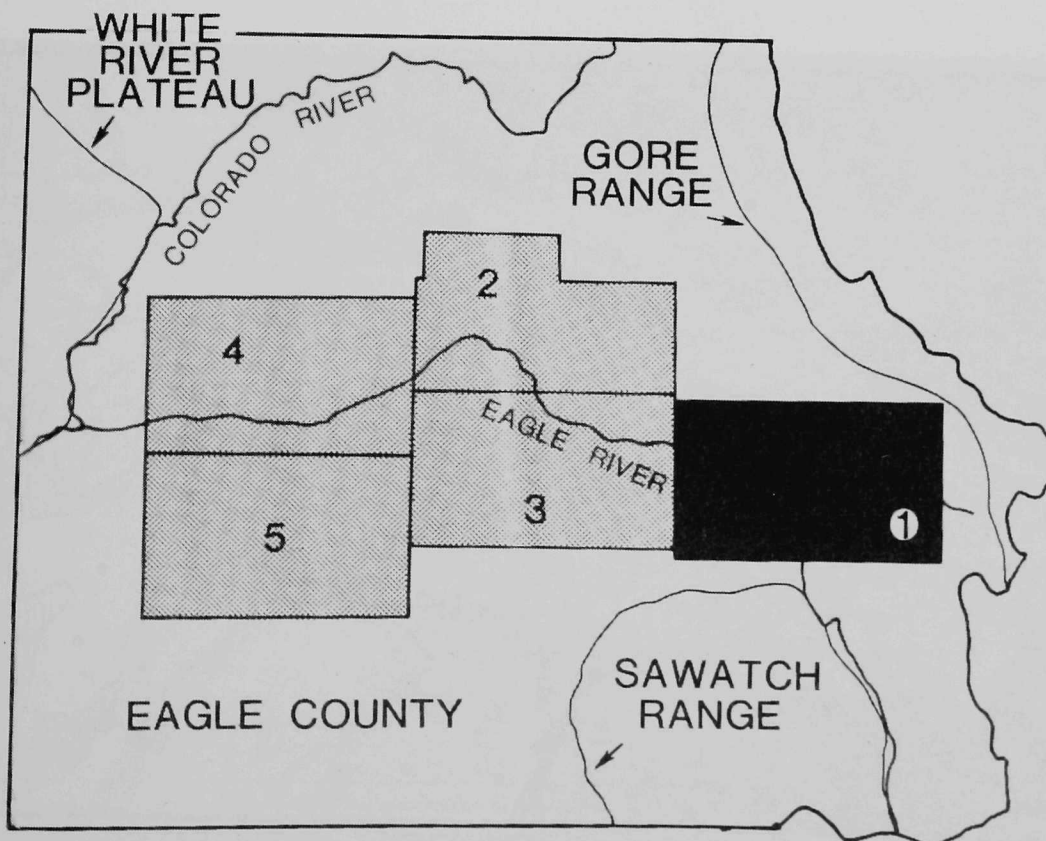 WHITE
RIVER
PLATEAU
COLORADO RIVER
GORE
RANGE
2
4
EAGLE RIVER
3
1
5
SAWATCH
RANGE
EAGLE COUNTY